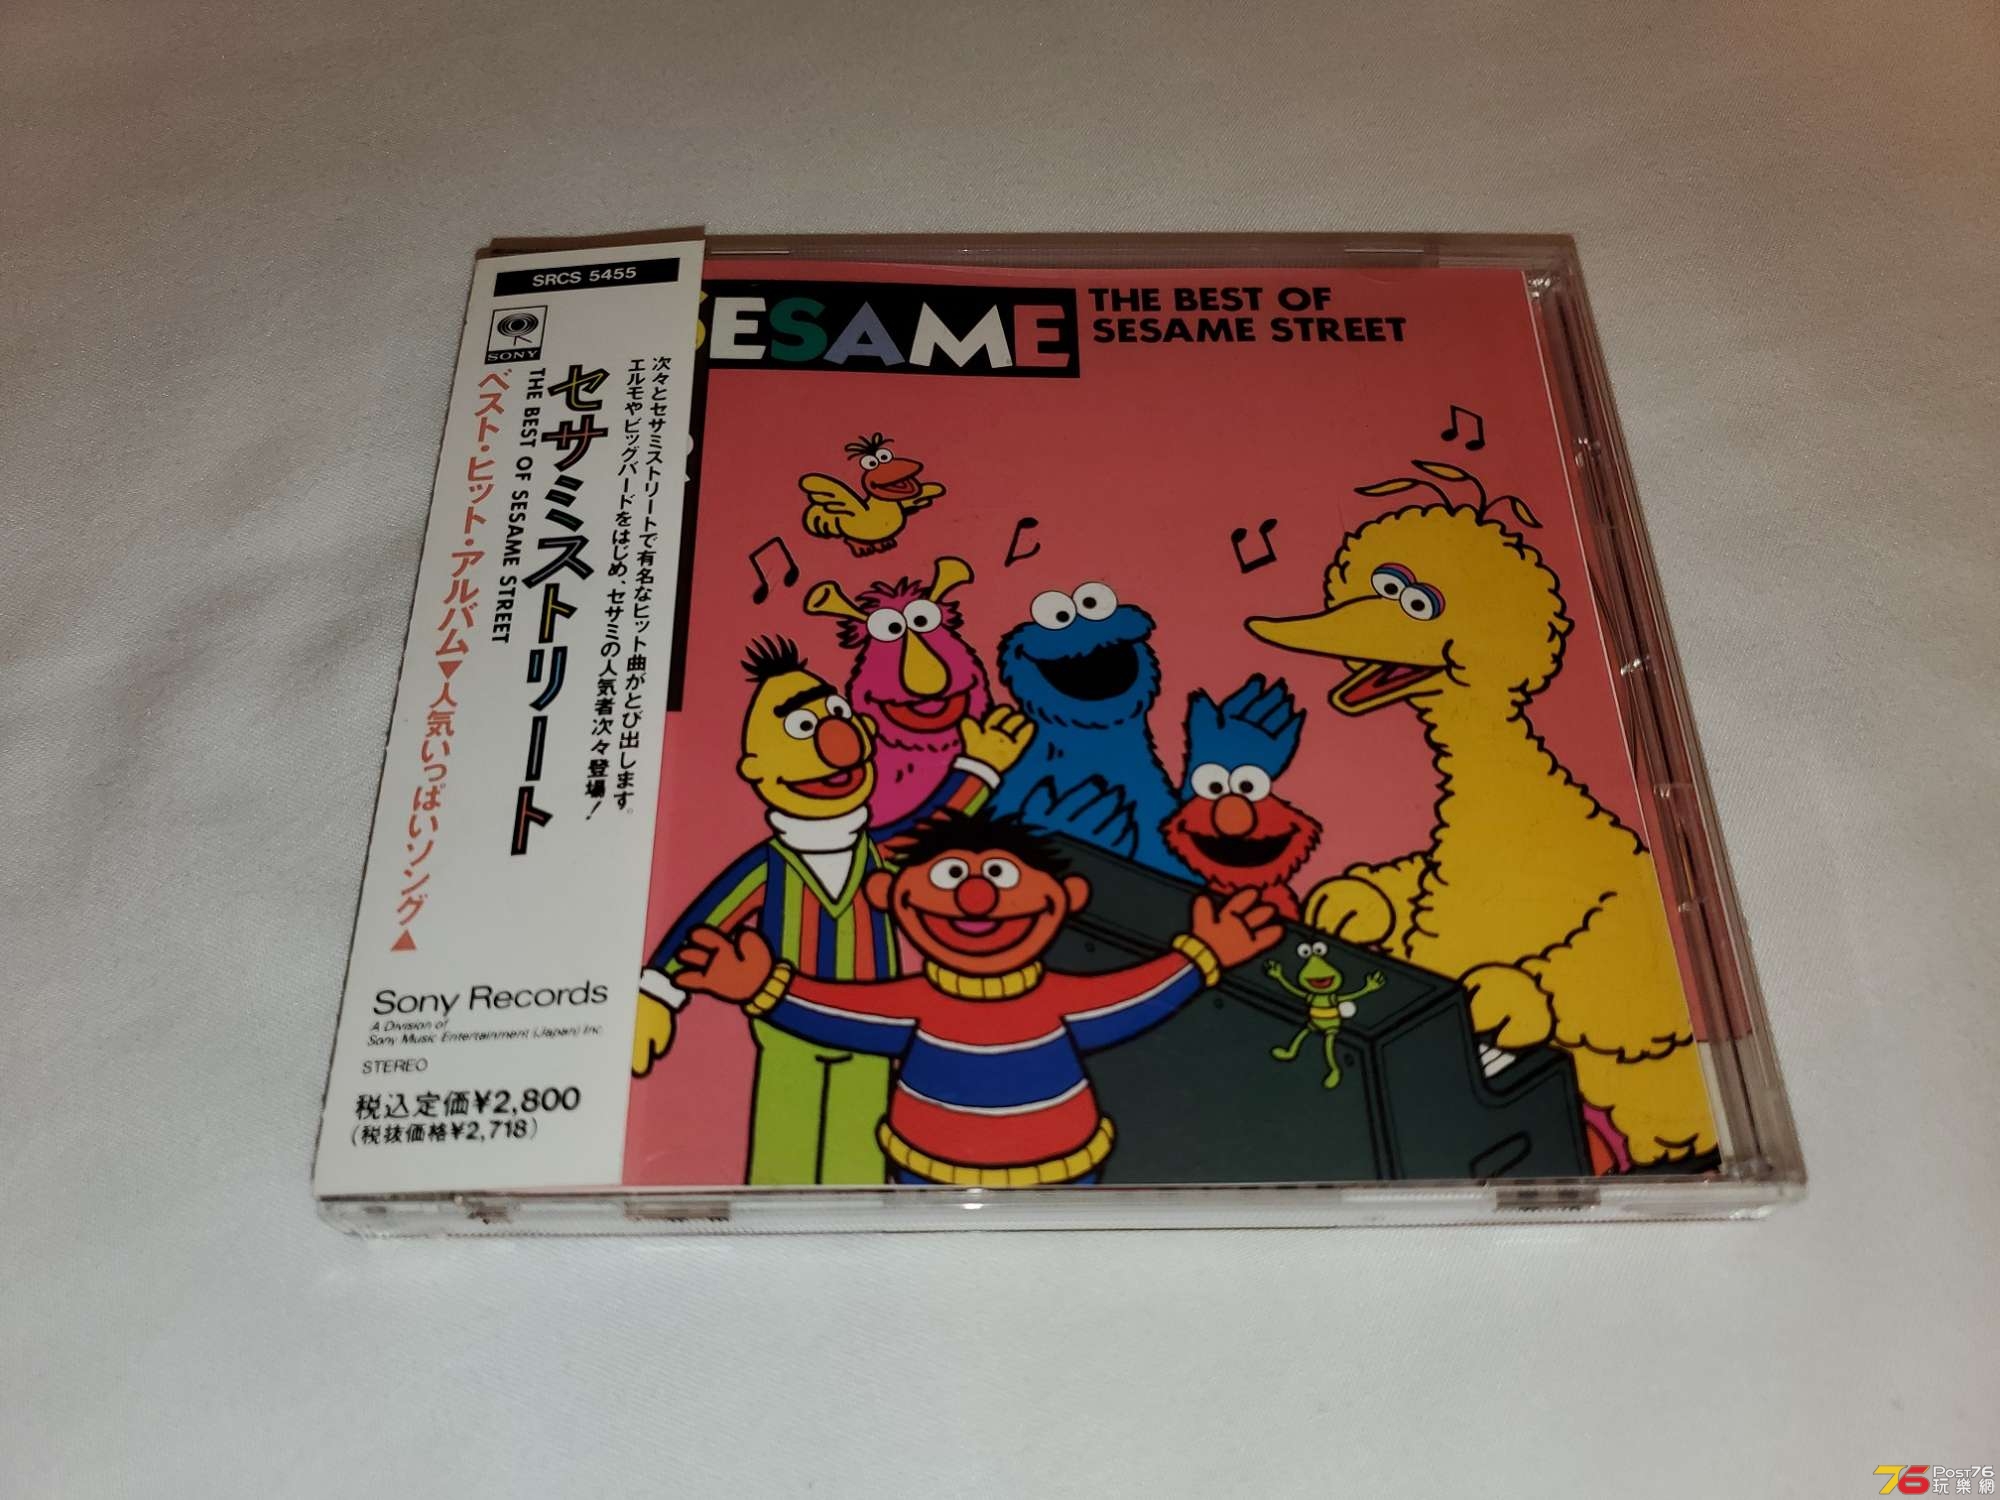 SRCS 5455
SONY
次々とセサミストリートで有名なヒット曲がとび出します。
エルモやビッグバードをはじめ、セサミの人気者次々登場!
セサミストリート
THE BEST OF SESAME STREET
ベスト・ヒット・アルバム▼人気いっぱいソング▲
Sony Records
A Division of
Sony Music Entertainment (Japan) Inc.
STEREO
税込定価¥2,800
(税抜価格¥2,718)
SESAME
THE BEST OF
SESAME STREET
76 POST76
玩樂網